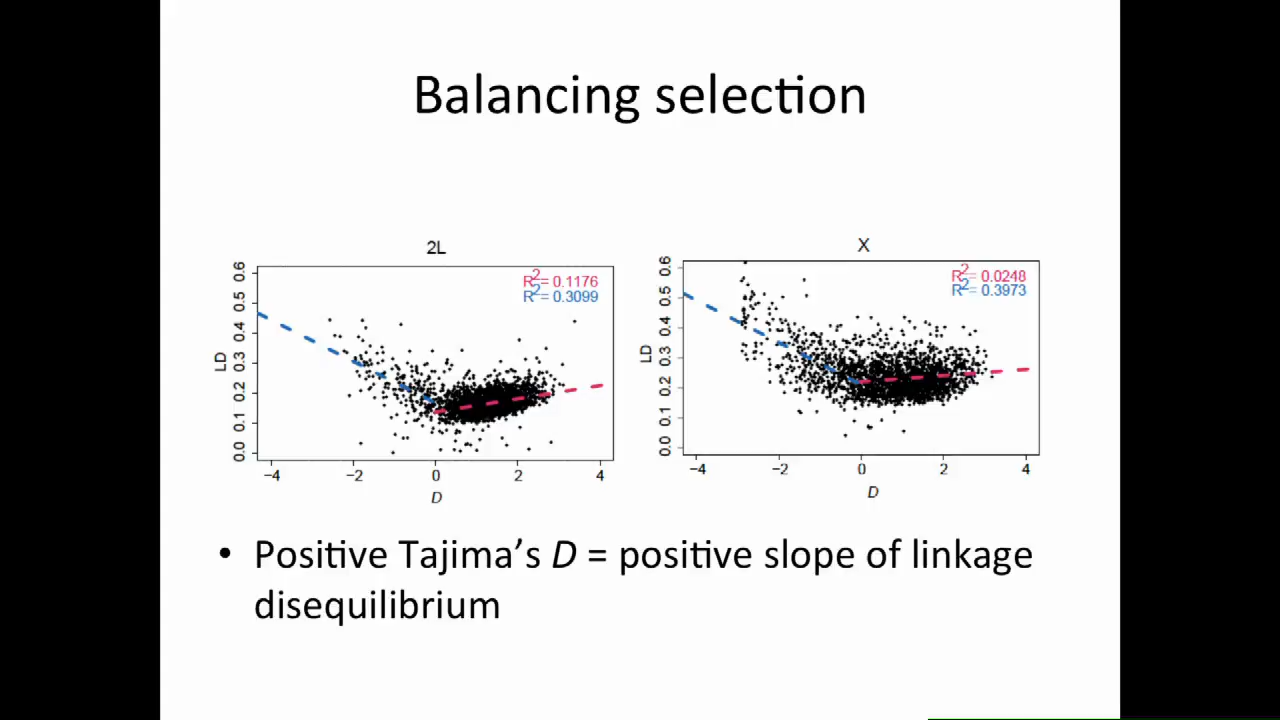 Balancing selection
2L
R2= 0.1176
R2= 0.3099
LD
0.0 0.1 0.2 0.3 0.4 0.5 0.6
−4 −2 0 2 4
D
X
R2= 0.0248
R2= 0.3973
LD
0.0 0.1 0.2 0.3 0.4 0.5 0.6
−4 −2 0 2 4
D
• Positive Tajima’s D = positive slope of linkage
disequilibrium